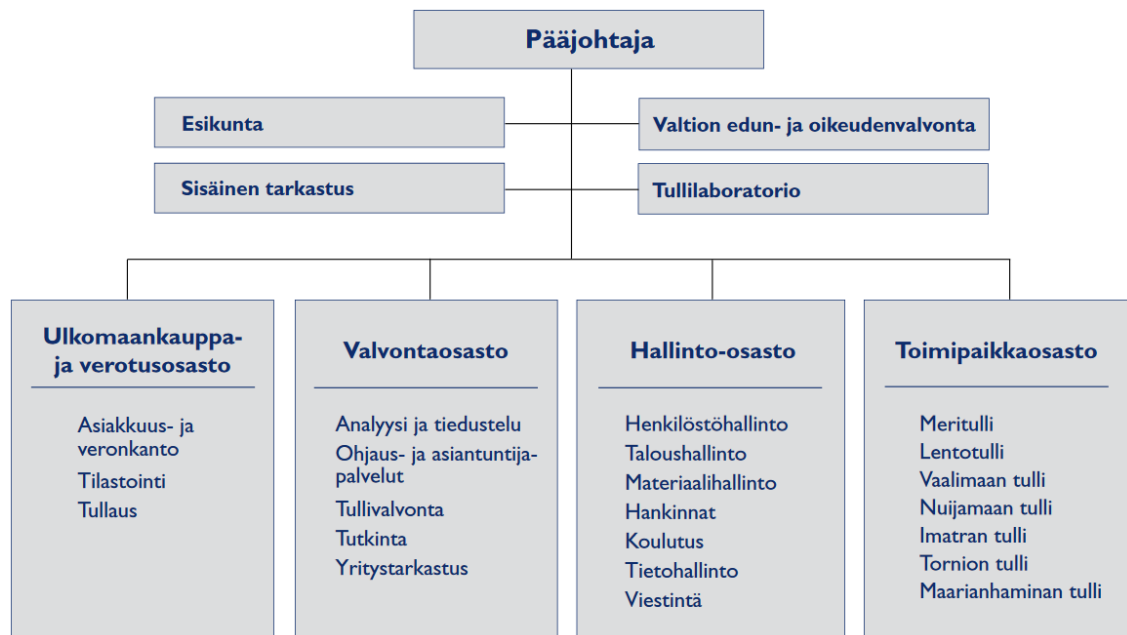 Pääjohtaja
Esikunta
Valtion edun- ja oikeudenvalvonta
Sisäinen tarkastus
Tullilaboratorio
Ulkomaankauppa-
ja verotusosasto
Asiakkuus- ja
veronkanto
Tilastointi
Tullaus
Valvontaosasto
Analyysi ja tiedustelu
Ohjaus- ja asiantuntija-
palvelut
Tullivalvonta
Tutkinta
Yritystarkastus
Hallinto-osasto
Henkilöstöhallinto
Taloushallinto
Materiaalihallinto
Hankinnat
Koulutus
Tietohallinto
Viestintä
Toimipaikkaosasto
Meritulli
Lentotulli
Vaalimaan tulli
Nuijamaan tulli
Imatran tulli
Tornion tulli
Maarianhaminan tulli